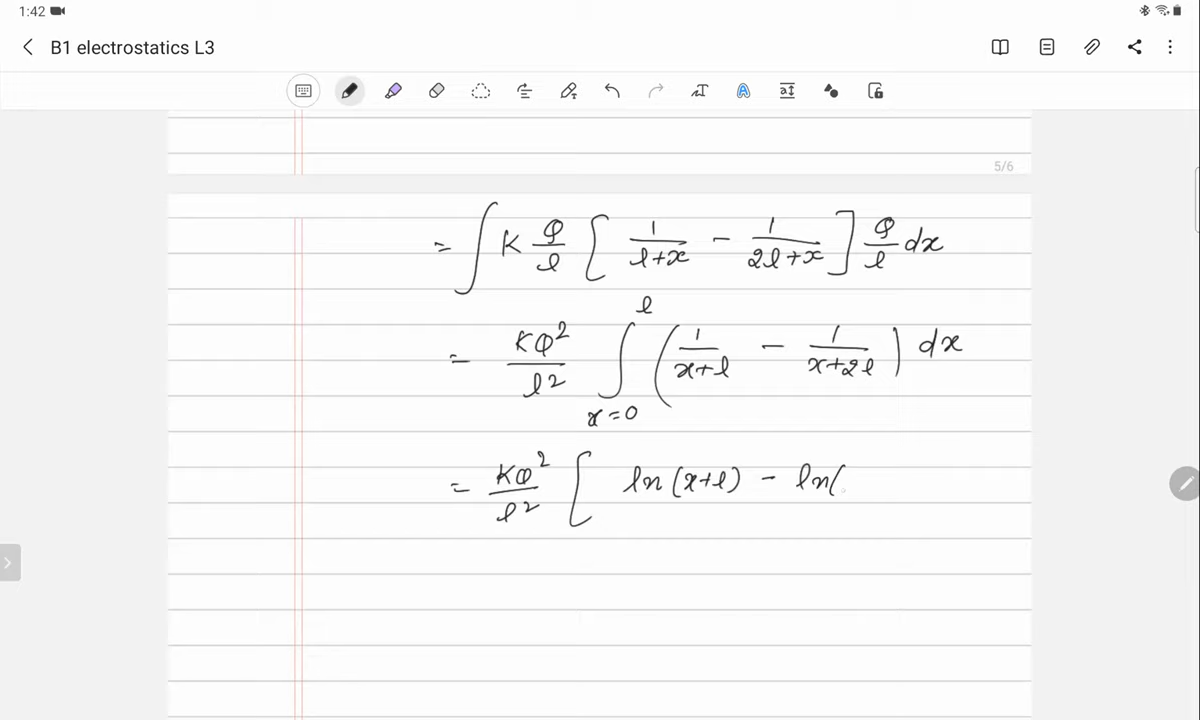 1:42
B1 electrostatics L3
5/6
= ∫ K Q/l [ 1/(l+x) - 1/(2l+x) ] Q/l dx
= KQ²/l² ∫_{x=0}^{l} ( 1/(x+l) - 1/(x+2l) ) dx
= KQ²/l² [ ln(x+l) - ln(